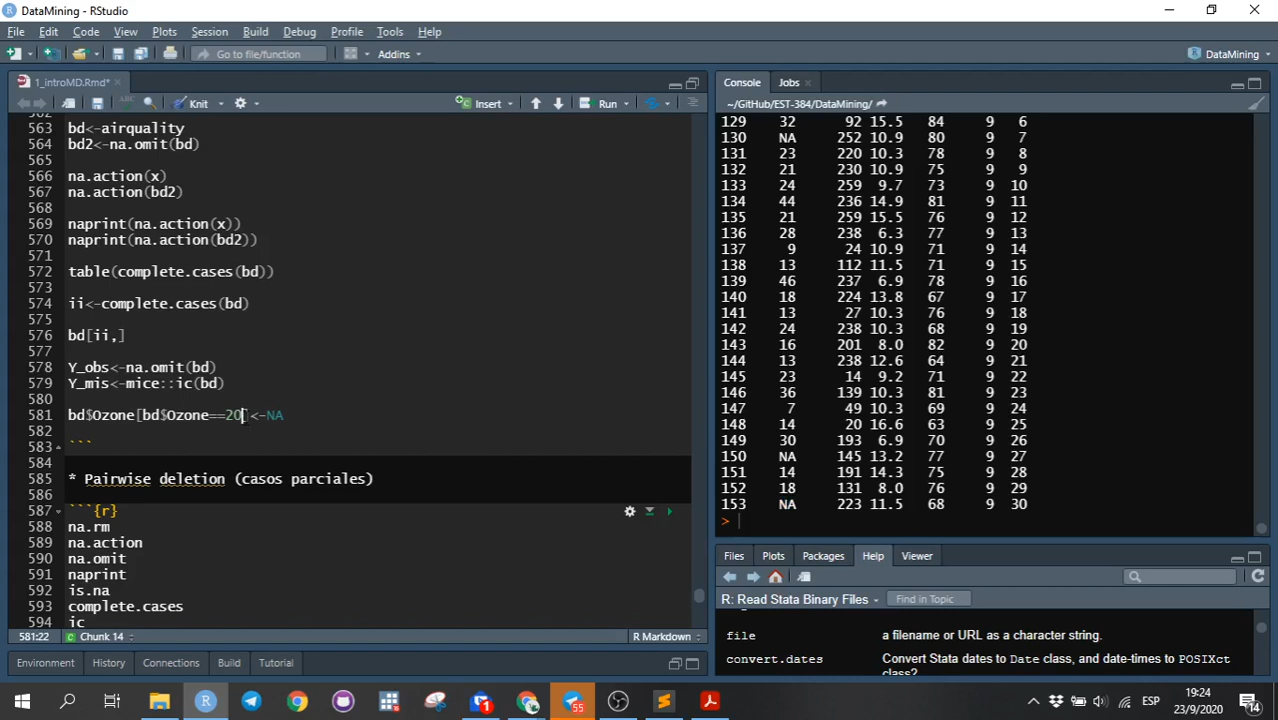 DataMining - RStudio
File Edit Code View Plots Session Build Debug Profile Tools Help
Go to file/function Addins DataMining
1_introMD.Rmd*
Knit Insert Run
563 bd<-airquality
564 bd2<-na.omit(bd)
565
566 na.action(x)
567 na.action(bd2)
568
569 naprint(na.action(x))
570 naprint(na.action(bd2))
571
572 table(complete.cases(bd))
573
574 ii<-complete.cases(bd)
575
576 bd[ii,]
577
578 Y_obs<-na.omit(bd)
579 Y_mis<-mice::ic(bd)
580
581 bd$Ozone[bd$Ozone==20]<-NA
582
583 ```
584
585 * Pairwise deletion (casos parciales)
586
587 ```{r}
588 na.rm
589 na.action
590 na.omit
591 naprint
592 is.na
593 complete.cases
594 ic
581:22 Chunk 14 R Markdown
Environment History Connections Build Tutorial
Console Jobs
~/GitHub/EST-384/DataMining/
129 32 92 15.5 84 9 6
130 NA 252 10.9 80 9 7
131 23 220 10.3 78 9 8
132 21 230 10.9 75 9 9
133 24 259 9.7 73 9 10
134 44 236 14.9 81 9 11
135 21 259 15.5 76 9 12
136 28 238 6.3 77 9 13
137 9 24 10.9 71 9 14
138 13 112 11.5 71 9 15
139 46 237 6.9 78 9 16
140 18 224 13.8 67 9 17
141 13 27 10.3 76 9 18
142 24 238 10.3 68 9 19
143 16 201 8.0 82 9 20
144 13 238 12.6 64 9 21
145 23 14 9.2 71 9 22
146 36 139 10.3 81 9 23
147 7 49 10.3 69 9 24
148 14 20 16.6 63 9 25
149 30 193 6.9 70 9 26
150 NA 145 13.2 77 9 27
151 14 191 14.3 75 9 28
152 18 131 8.0 76 9 29
153 NA 223 11.5 68 9 30
>
Files Plots Packages Help Viewer
R: Read Stata Binary Files Find in Topic
file a filename or URL as a character string.
convert.dates Convert Stata dates to Date class, and date-times to POSIXct
class?
ESP 19:24
23/9/2020
55
1
14